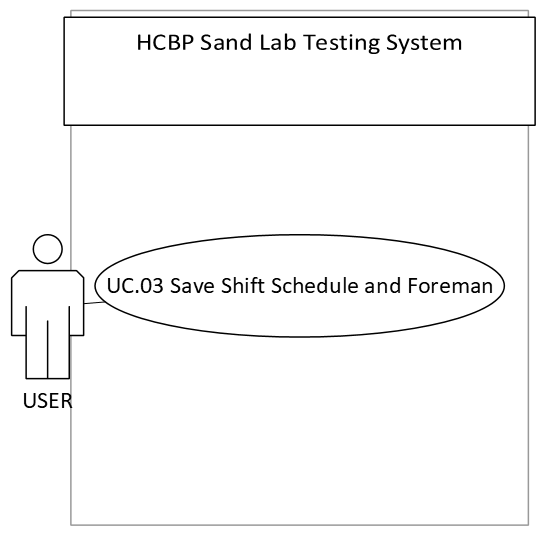 HCBP Sand Lab Testing System
UC.03 Save Shift Schedule and Foreman
USER